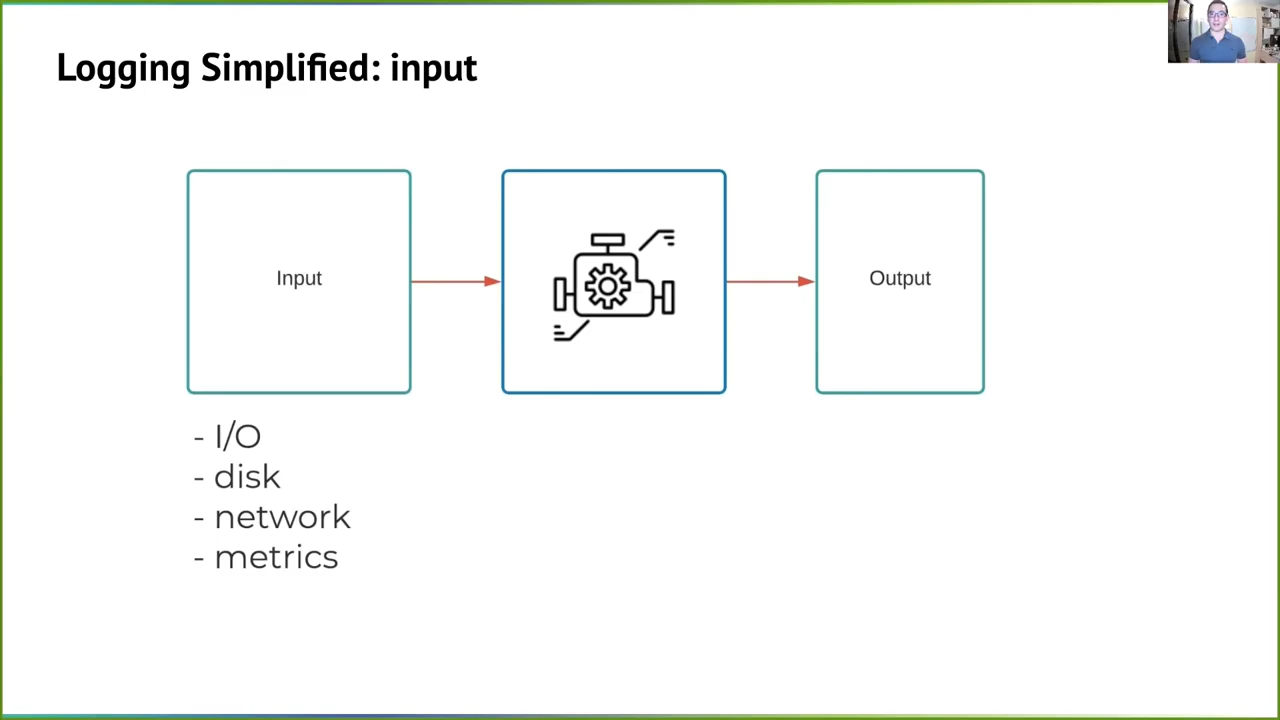 Logging Simplified: input
Input
Output
- I/O
- disk
- network
- metrics